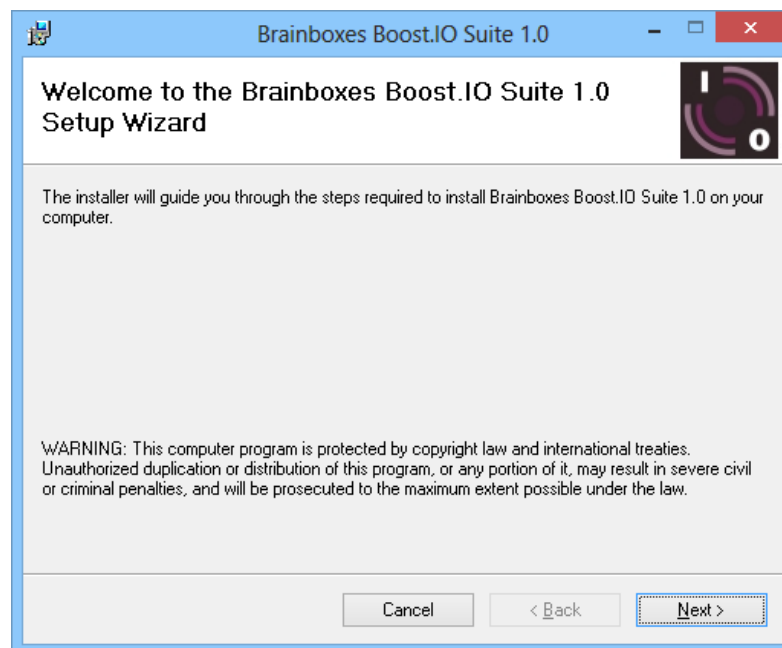 Brainboxes Boost.IO Suite 1.0
Welcome to the Brainboxes Boost.IO Suite 1.0
Setup Wizard
I
O
The installer will guide you through the steps required to install Brainboxes Boost.IO Suite 1.0 on your
computer.
WARNING: This computer program is protected by copyright law and international treaties.
Unauthorized duplication or distribution of this program, or any portion of it, may result in severe civil
or criminal penalties, and will be prosecuted to the maximum extent possible under the law.
Cancel < Back Next >